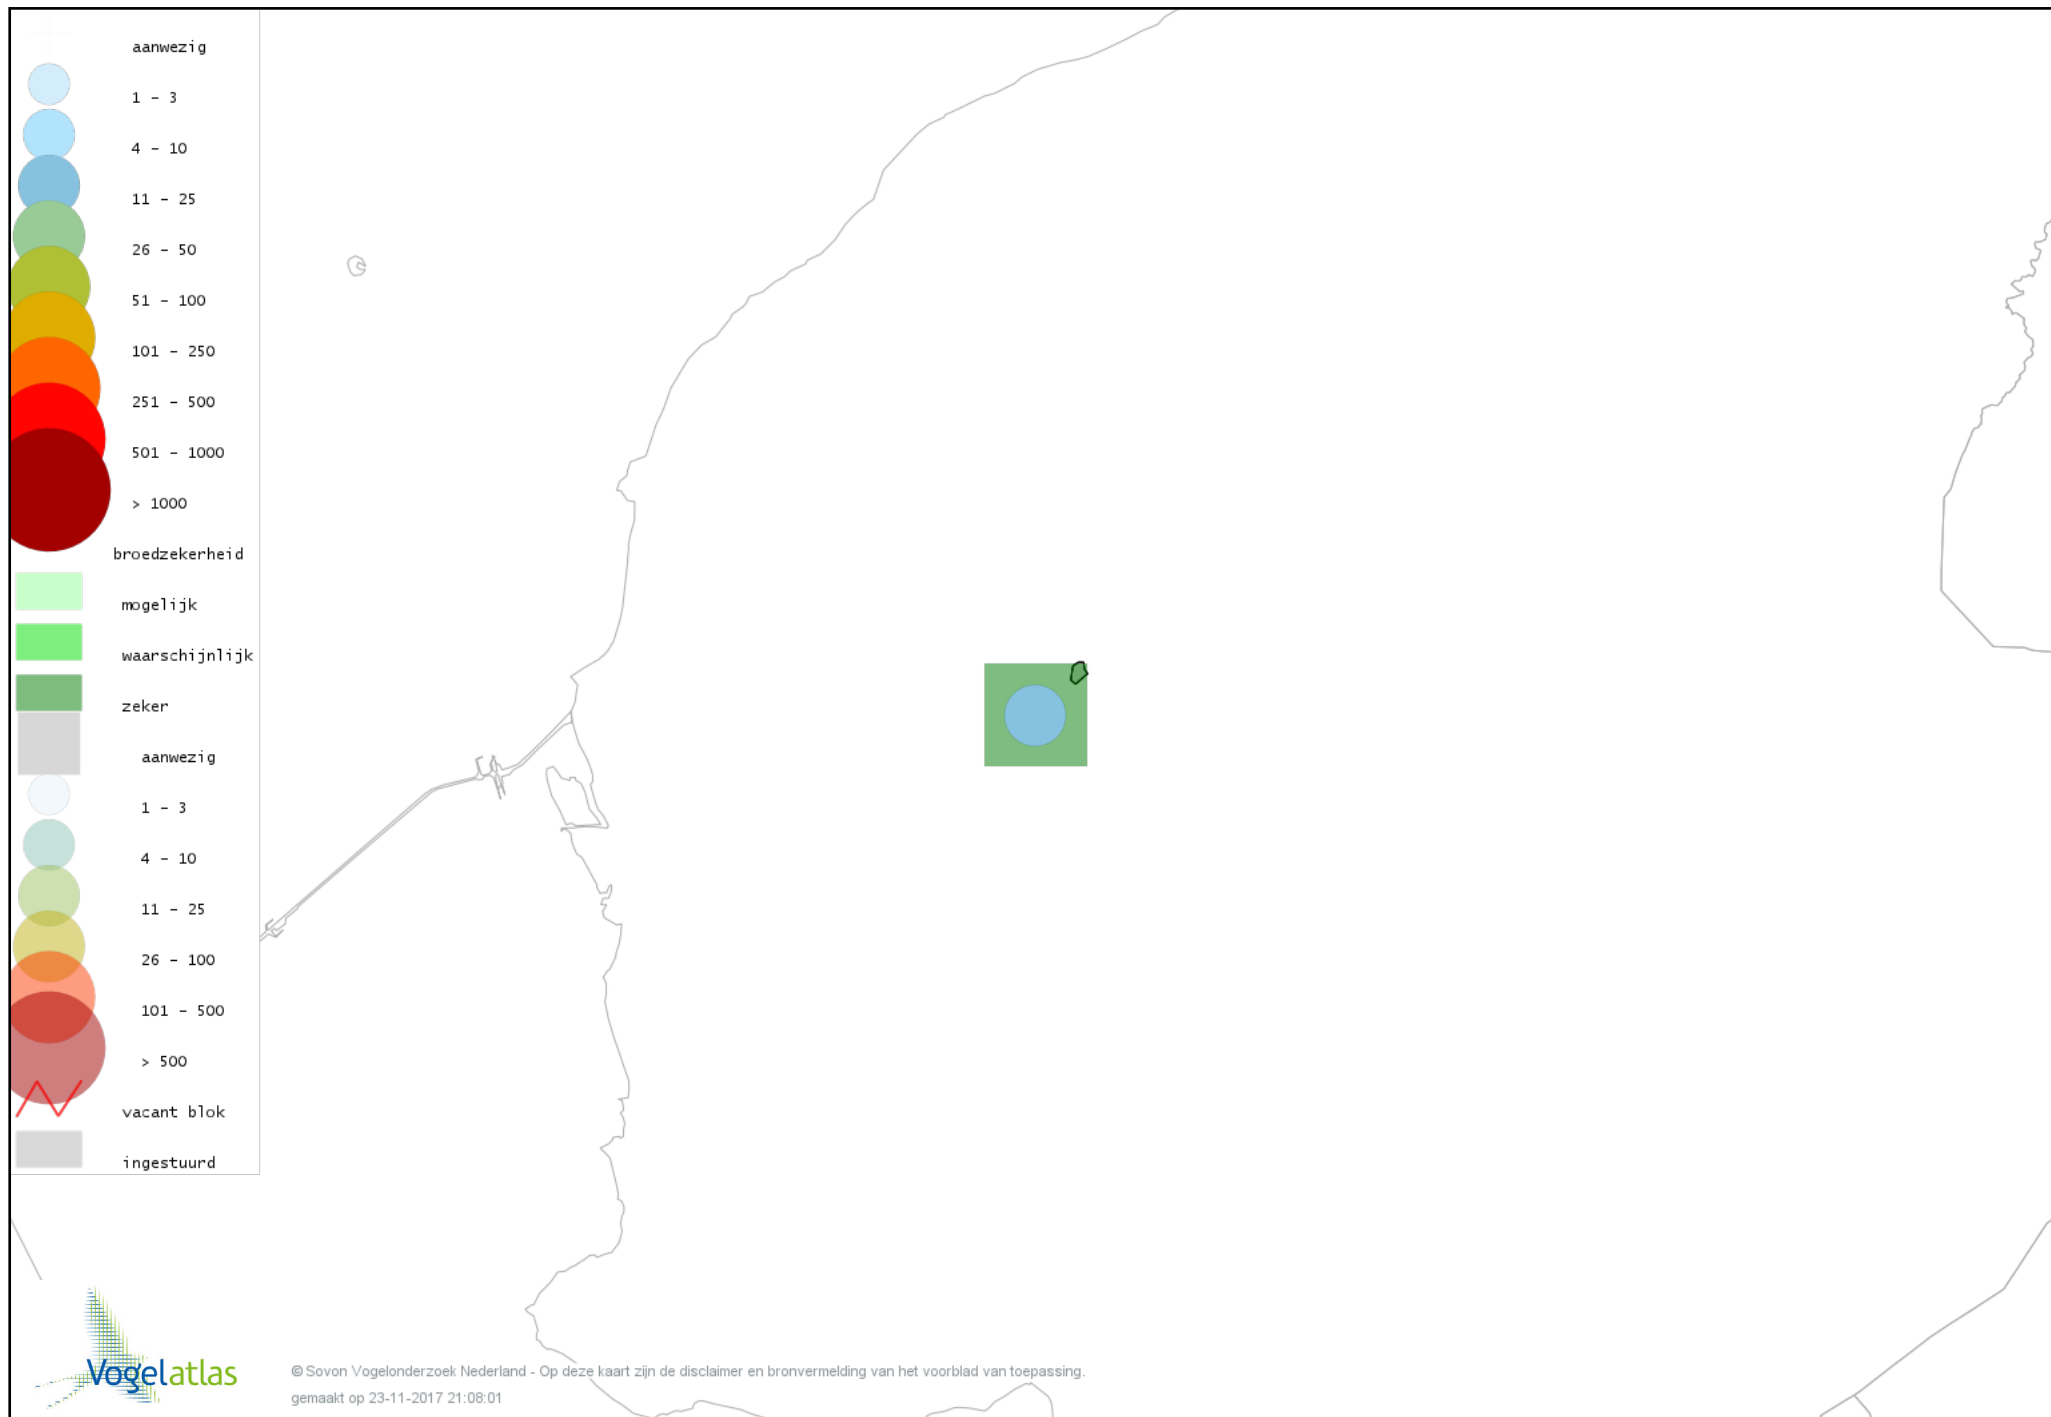 aanwezig
1 - 3
4 - 10
11 - 25
26 - 50
51 - 100
101 - 250
251 - 500
501 - 1000
> 1000
broedzekerheid
mogelijk
waarschijnlijk
zeker
aanwezig
1 - 3
4 - 10
11 - 25
26 - 100
101 - 500
> 500
vacant blok
ingestuurd
Vogelatlas
© Sovon Vogelonderzoek Nederland - Op deze kaart zijn de disclaimer en bronvermelding van het voorblad van toepassing.
gemaakt op 23-11-2017 21:08:01